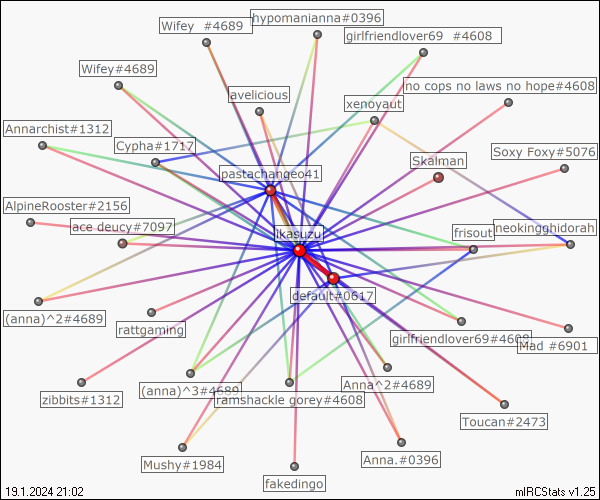 Wifey #4689
hypomanianna#0396
girlfriendlover69 #4608
Wifey#4689
no cops no laws no hope#4608
avelicious
xenoyaut
Annarchist#1312
Cypha#1717
Soxy Foxy#5076
Skalman
pastachangeo41
AlpineRooster#2156
ace deucy#7097
neokingghidorah
frisout
ikasuzu
default#0617
(anna)^2#4689
rattgaming
girlfriendlover69#4608
Mad #6901
Anna^2#4689
(anna)^3#4689
ramshackle gorey#4608
zibbits#1312
Toucan#2473
Anna.#0396
Mushy#1984
fakedingo
19.1.2024 21:02
mIRCStats v1.25